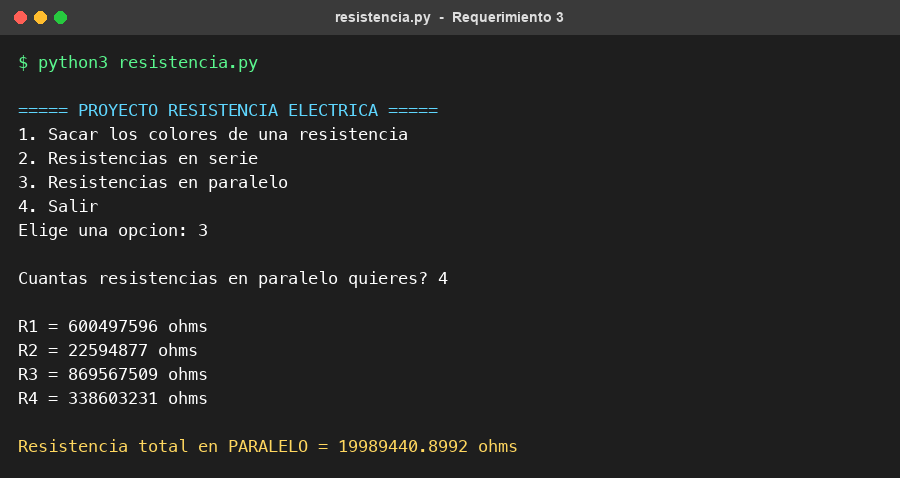 resistencia.py - Requerimiento 3
$ python3 resistencia.py
===== PROYECTO RESISTENCIA ELECTRICA =====
1. Sacar los colores de una resistencia
2. Resistencias en serie
3. Resistencias en paralelo
4. Salir
Elige una opcion: 3
Cuantas resistencias en paralelo quieres? 4
R1 = 600497596 ohms
R2 = 22594877 ohms
R3 = 869567509 ohms
R4 = 338603231 ohms
Resistencia total en PARALELO = 19989440.8992 ohms